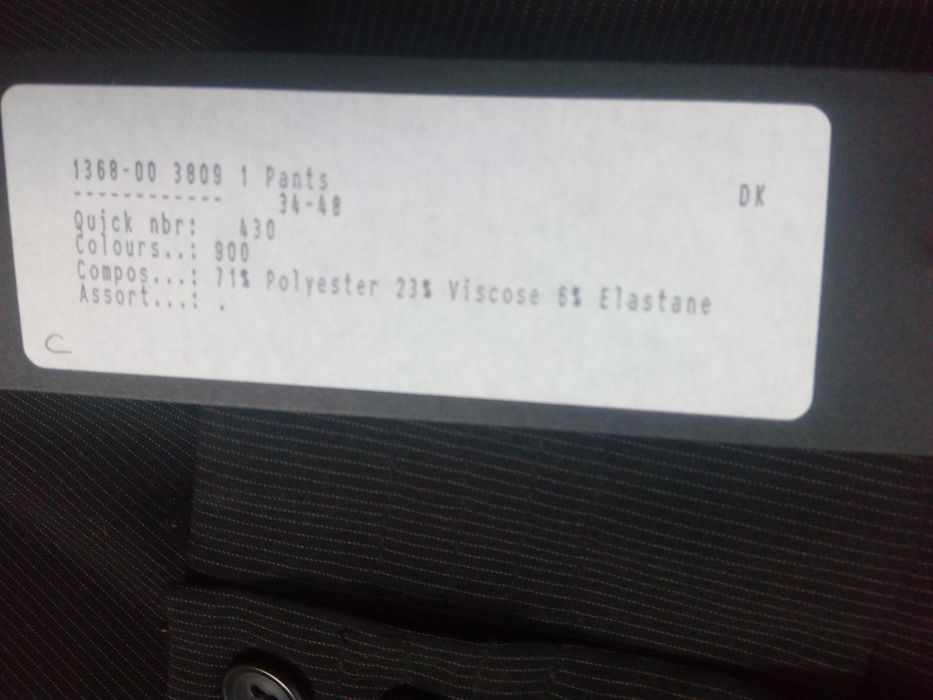 1368-00 3809 1 Pants
DK
------------ 34-48
Quick nbr: 430
Colours..: 900
Compos...: 71% Polyester 23% Viscose 6% Elastane
Assort...: .
C